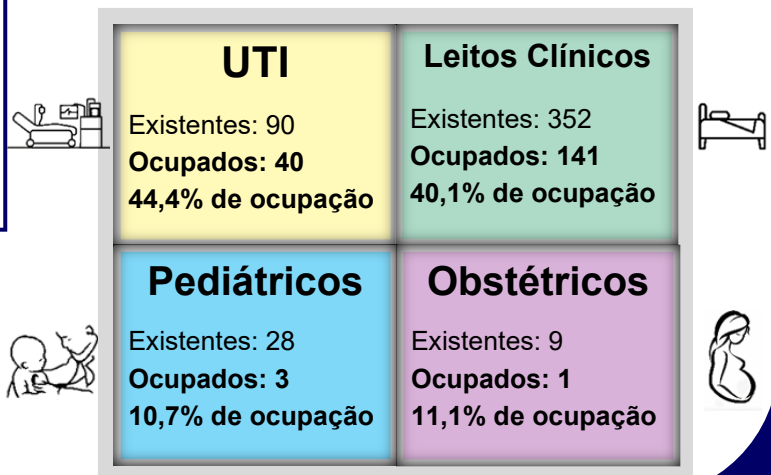 UTI
Existentes: 90
Ocupados: 40
44,4% de ocupação
Leitos Clínicos
Existentes: 352
Ocupados: 141
40,1% de ocupação
Pediátricos
Existentes: 28
Ocupados: 3
10,7% de ocupação
Obstétricos
Existentes: 9
Ocupados: 1
11,1% de ocupação